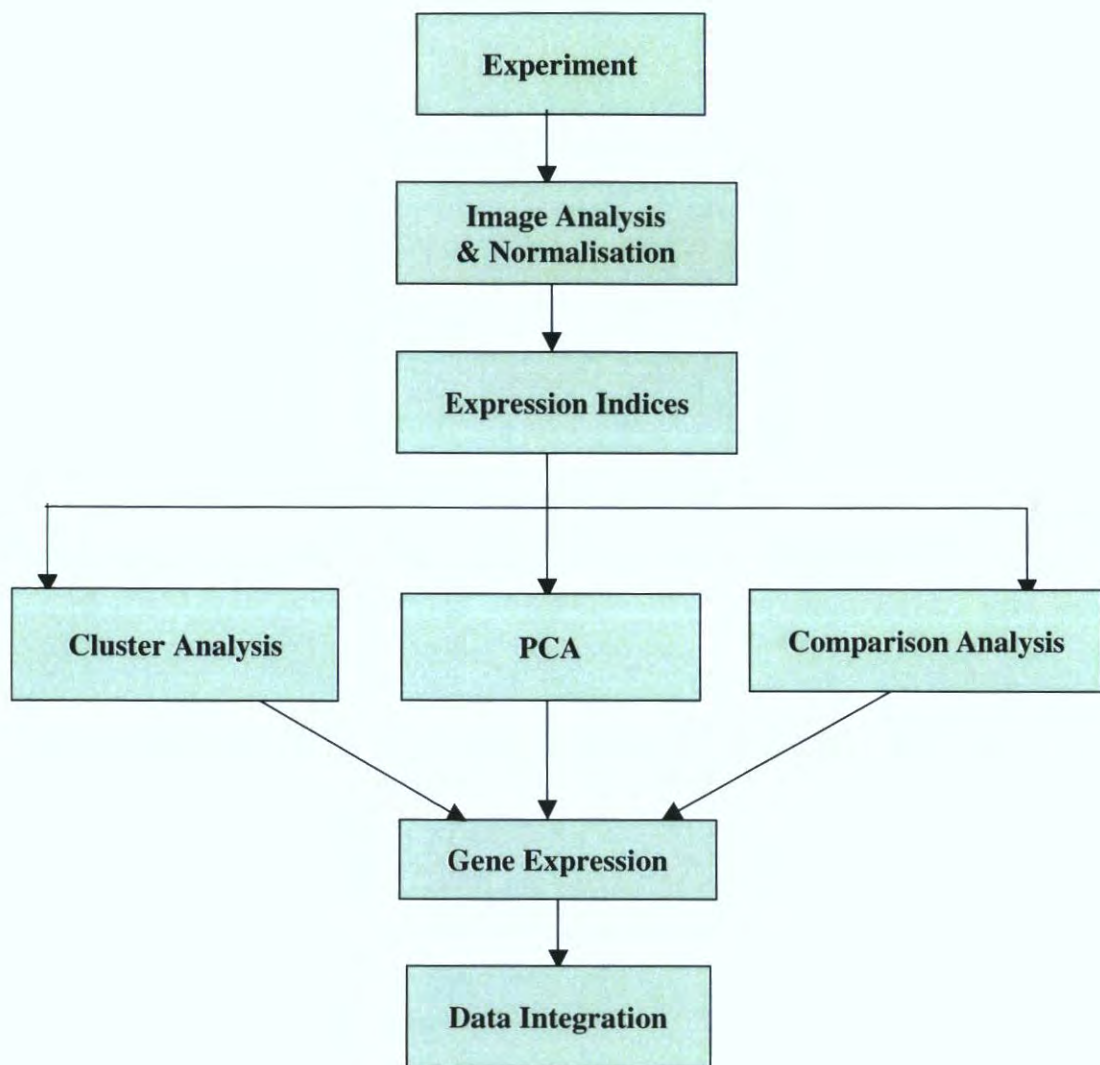 Experiment
Image Analysis
& Normalisation
Expression Indices
Cluster Analysis
PCA
Comparison Analysis
Gene Expression
Data Integration